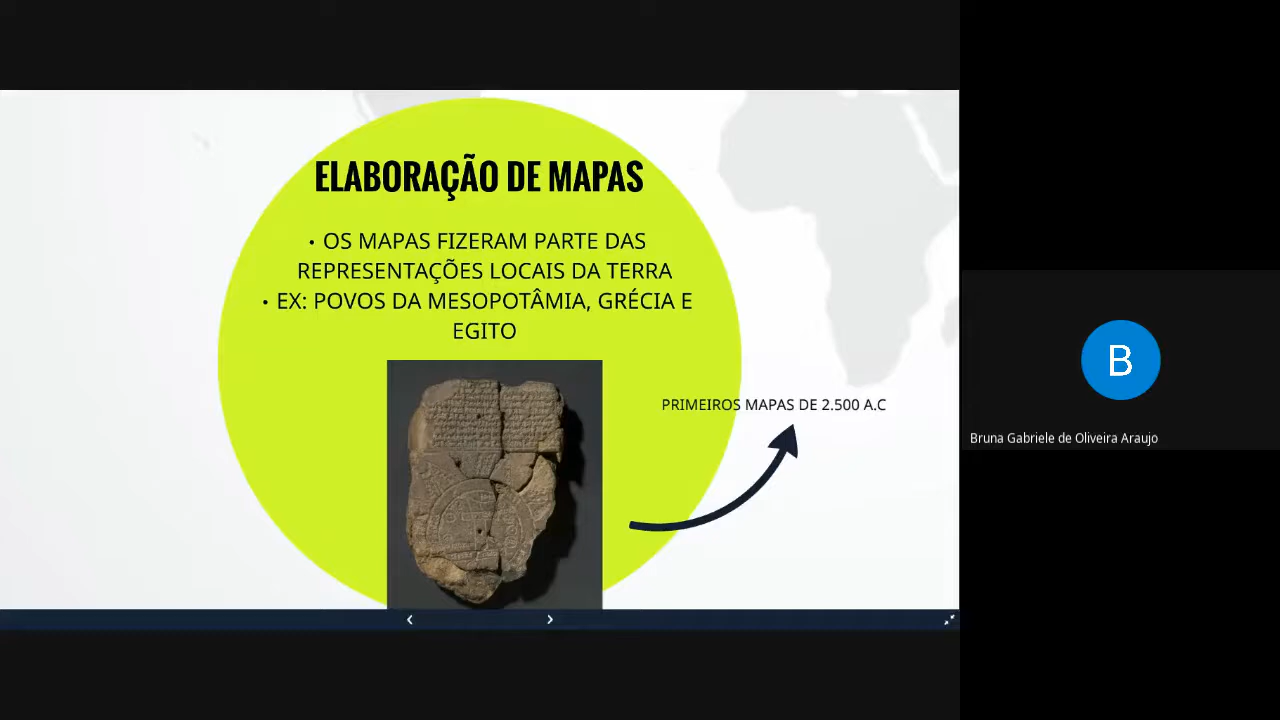 ELABORAÇÃO DE MAPAS
• OS MAPAS FIZERAM PARTE DAS
REPRESENTAÇÕES LOCAIS DA TERRA
• EX: POVOS DA MESOPOTÂMIA, GRÉCIA E
EGITO
PRIMEIROS MAPAS DE 2.500 A.C
B
Bruna Gabriele de Oliveira Araujo